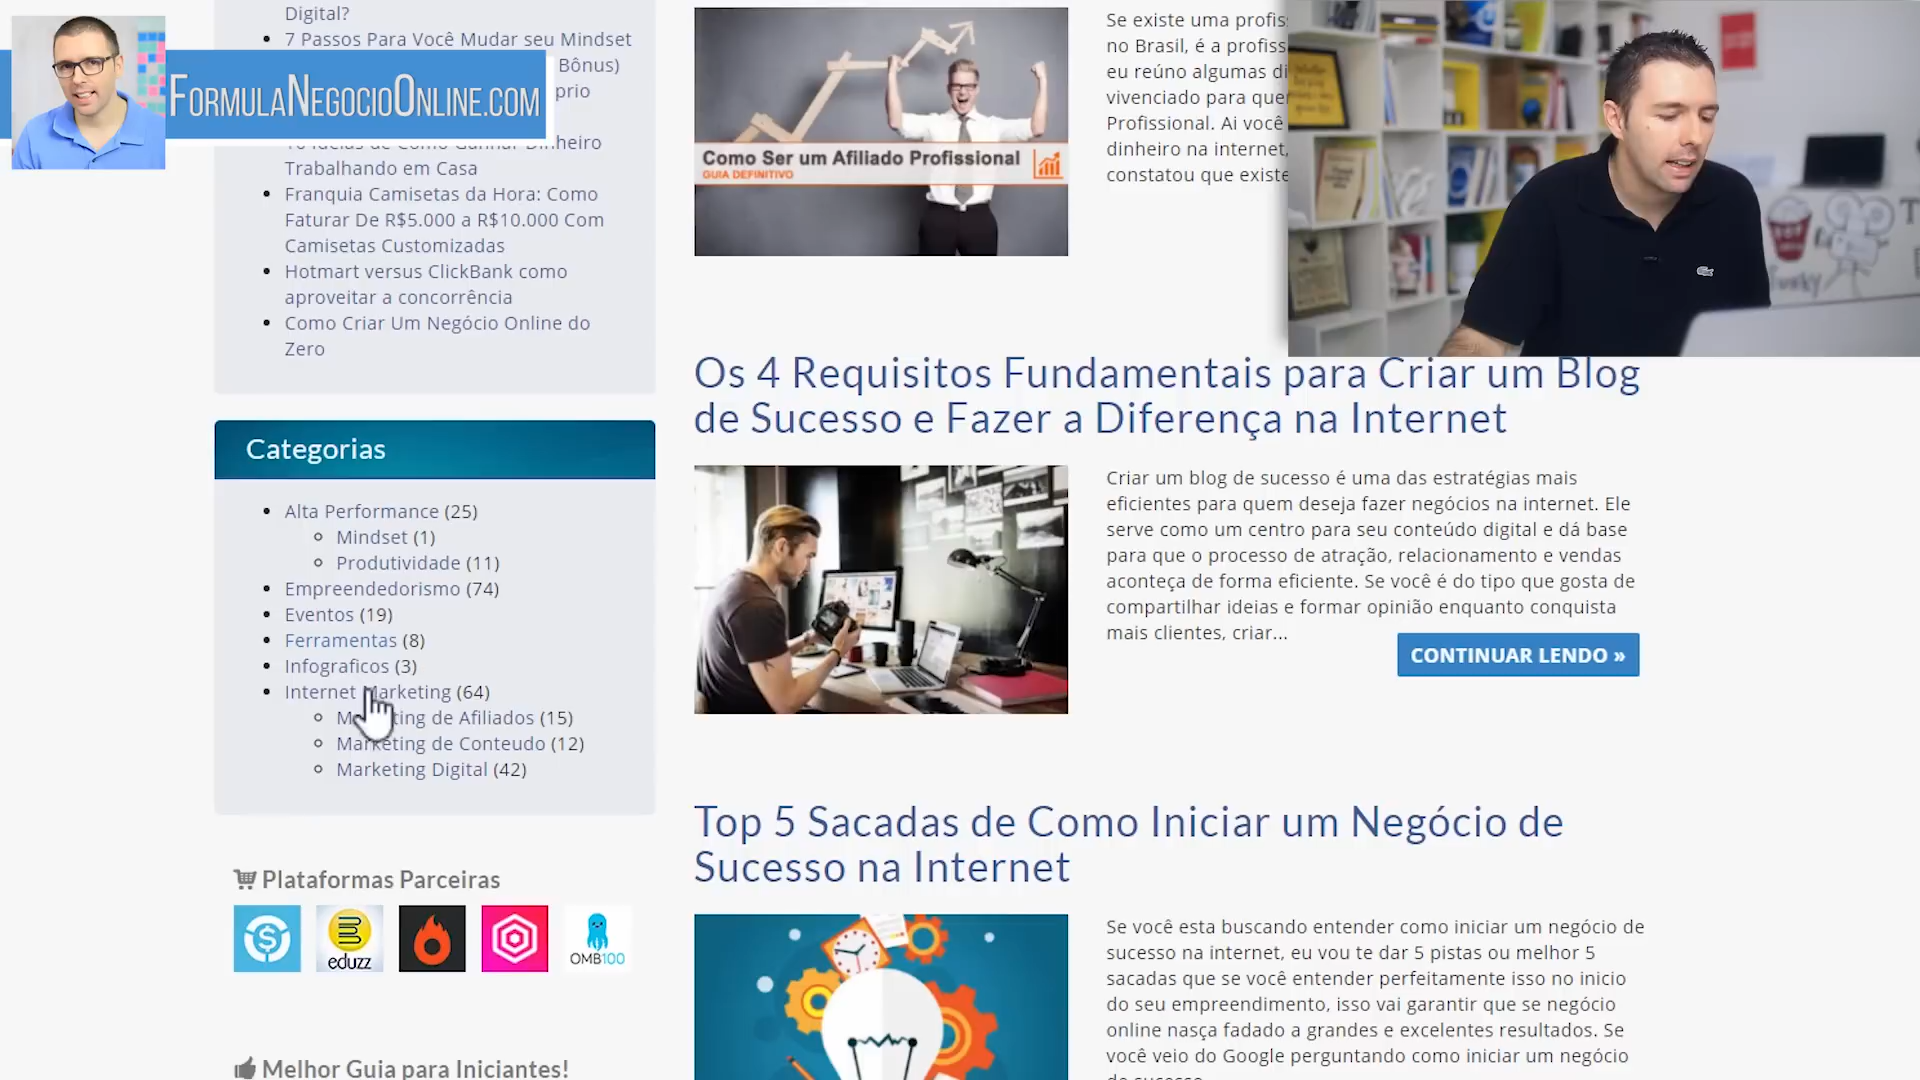 Digital?
7 Passos Para Você Mudar seu Mindset
Bônus)
prio
FORMULANEGOCIOONLINE.COM
10 Ideias de Como Ganhar Dinheiro
Trabalhando em Casa
Franquia Camisetas da Hora: Como
Faturar De R$5.000 a R$10.000 Com
Camisetas Customizadas
Hotmart versus ClickBank como
aproveitar a concorrência
Como Criar Um Negócio Online do
Zero
Categorias
Alta Performance (25)
Mindset (1)
Produtividade (11)
Empreendedorismo (74)
Eventos (19)
Ferramentas (8)
Infograficos (3)
Internet Marketing (64)
Marketing de Afiliados (15)
Marketing de Conteudo (12)
Marketing Digital (42)
Plataformas Parceiras
eduzz
OMB100
Melhor Guia para Iniciantes!
Como Ser um Afiliado Profissional
GUIA DEFINITIVO
Se existe uma profis
no Brasil, é a profiss
eu reúno algumas di
vivenciado para que
Profissional. Ai você
dinheiro na internet,
constatou que existe
Os 4 Requisitos Fundamentais para Criar um Blog
de Sucesso e Fazer a Diferença na Internet
Criar um blog de sucesso é uma das estratégias mais
eficientes para quem deseja fazer negócios na internet. Ele
serve como um centro para seu conteúdo digital e dá base
para que o processo de atração, relacionamento e vendas
aconteça de forma eficiente. Se você é do tipo que gosta de
compartilhar ideias e formar opinião enquanto conquista
mais clientes, criar...
CONTINUAR LENDO »
Top 5 Sacadas de Como Iniciar um Negócio de
Sucesso na Internet
Se você esta buscando entender como iniciar um negócio de
sucesso na internet, eu vou te dar 5 pistas ou melhor 5
sacadas que se você entender perfeitamente isso no inicio
do seu empreendimento, isso vai garantir que se negócio
online nasça fadado a grandes e excelentes resultados. Se
você veio do Google perguntando como iniciar um negócio
de sucesso